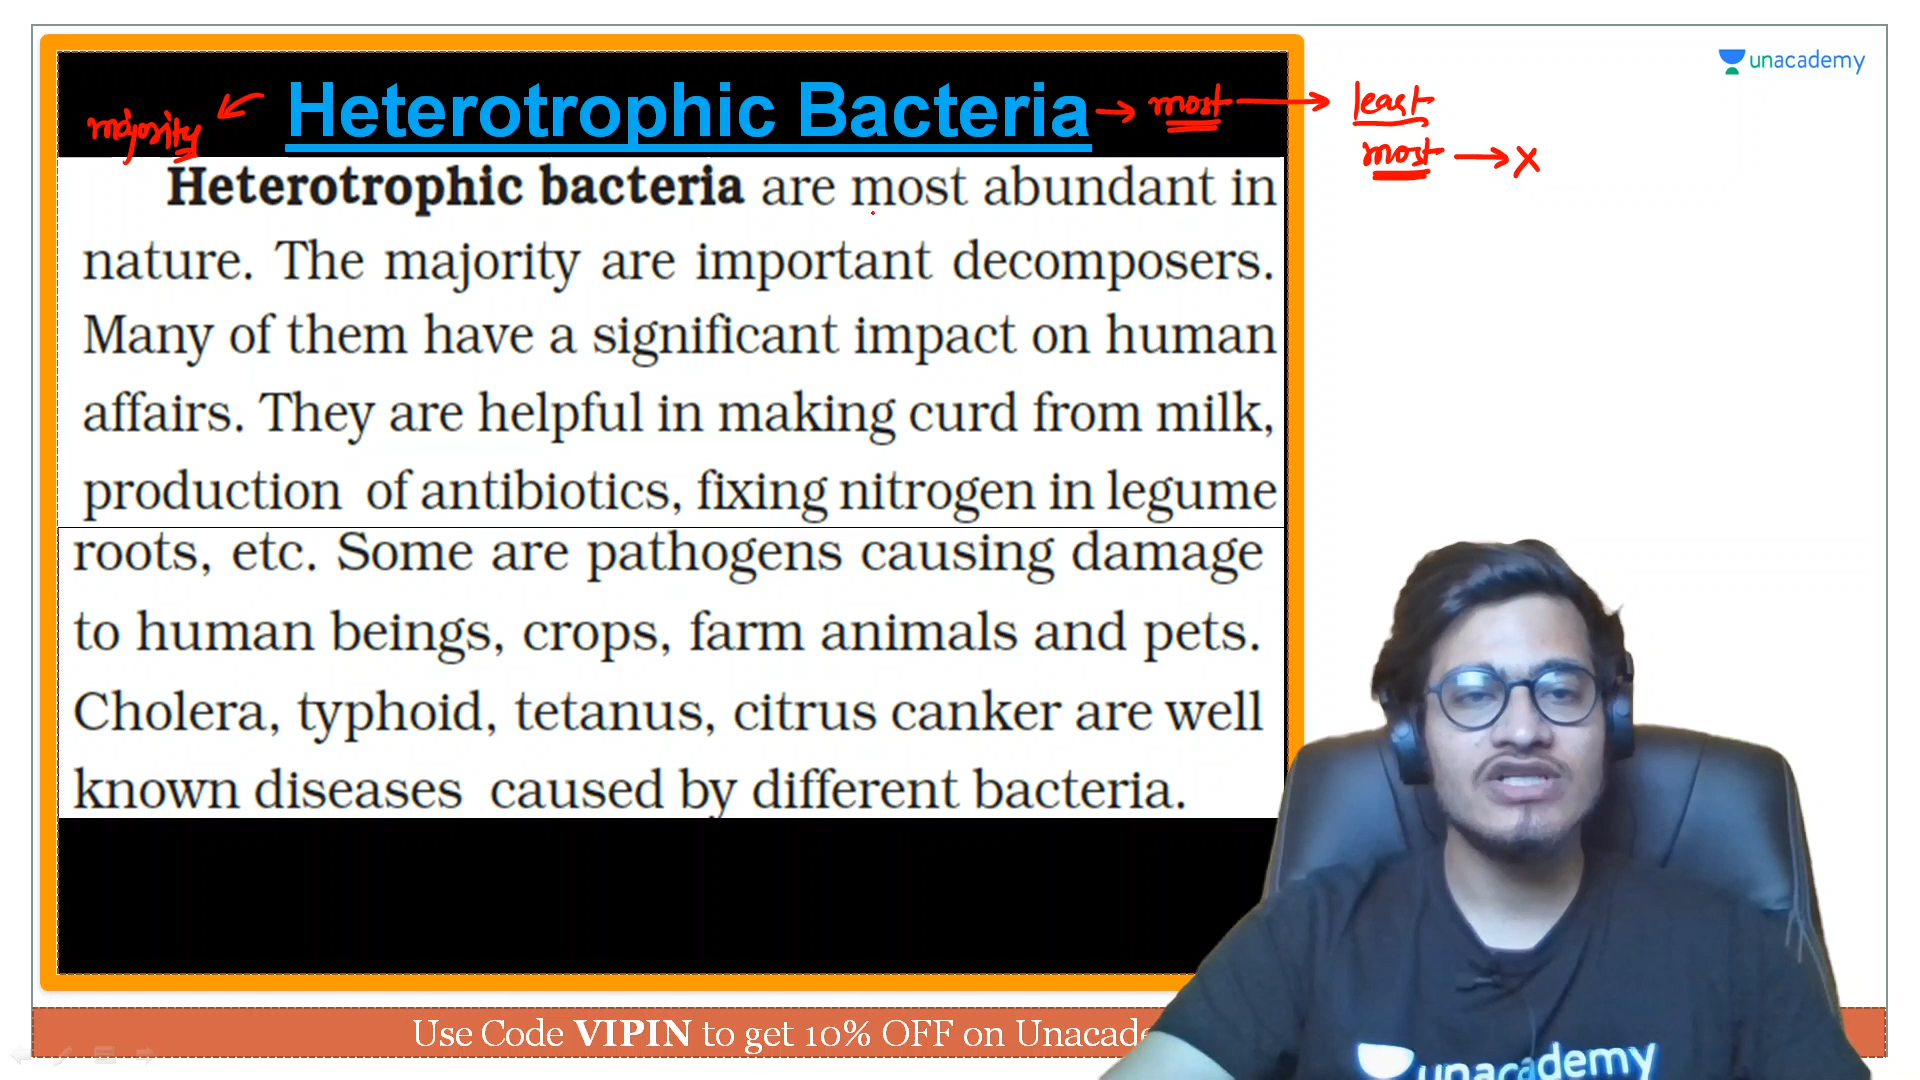 unacademy
Heterotrophic Bacteria
majority
most
least
most
X
Heterotrophic bacteria are most abundant in
nature. The majority are important decomposers.
Many of them have a significant impact on human
affairs. They are helpful in making curd from milk,
production of antibiotics, fixing nitrogen in legume
roots, etc. Some are pathogens causing damage
to human beings, crops, farm animals and pets.
Cholera, typhoid, tetanus, citrus canker are well
known diseases caused by different bacteria.
Use Code VIPIN to get 10% OFF on Unacade
unacademy